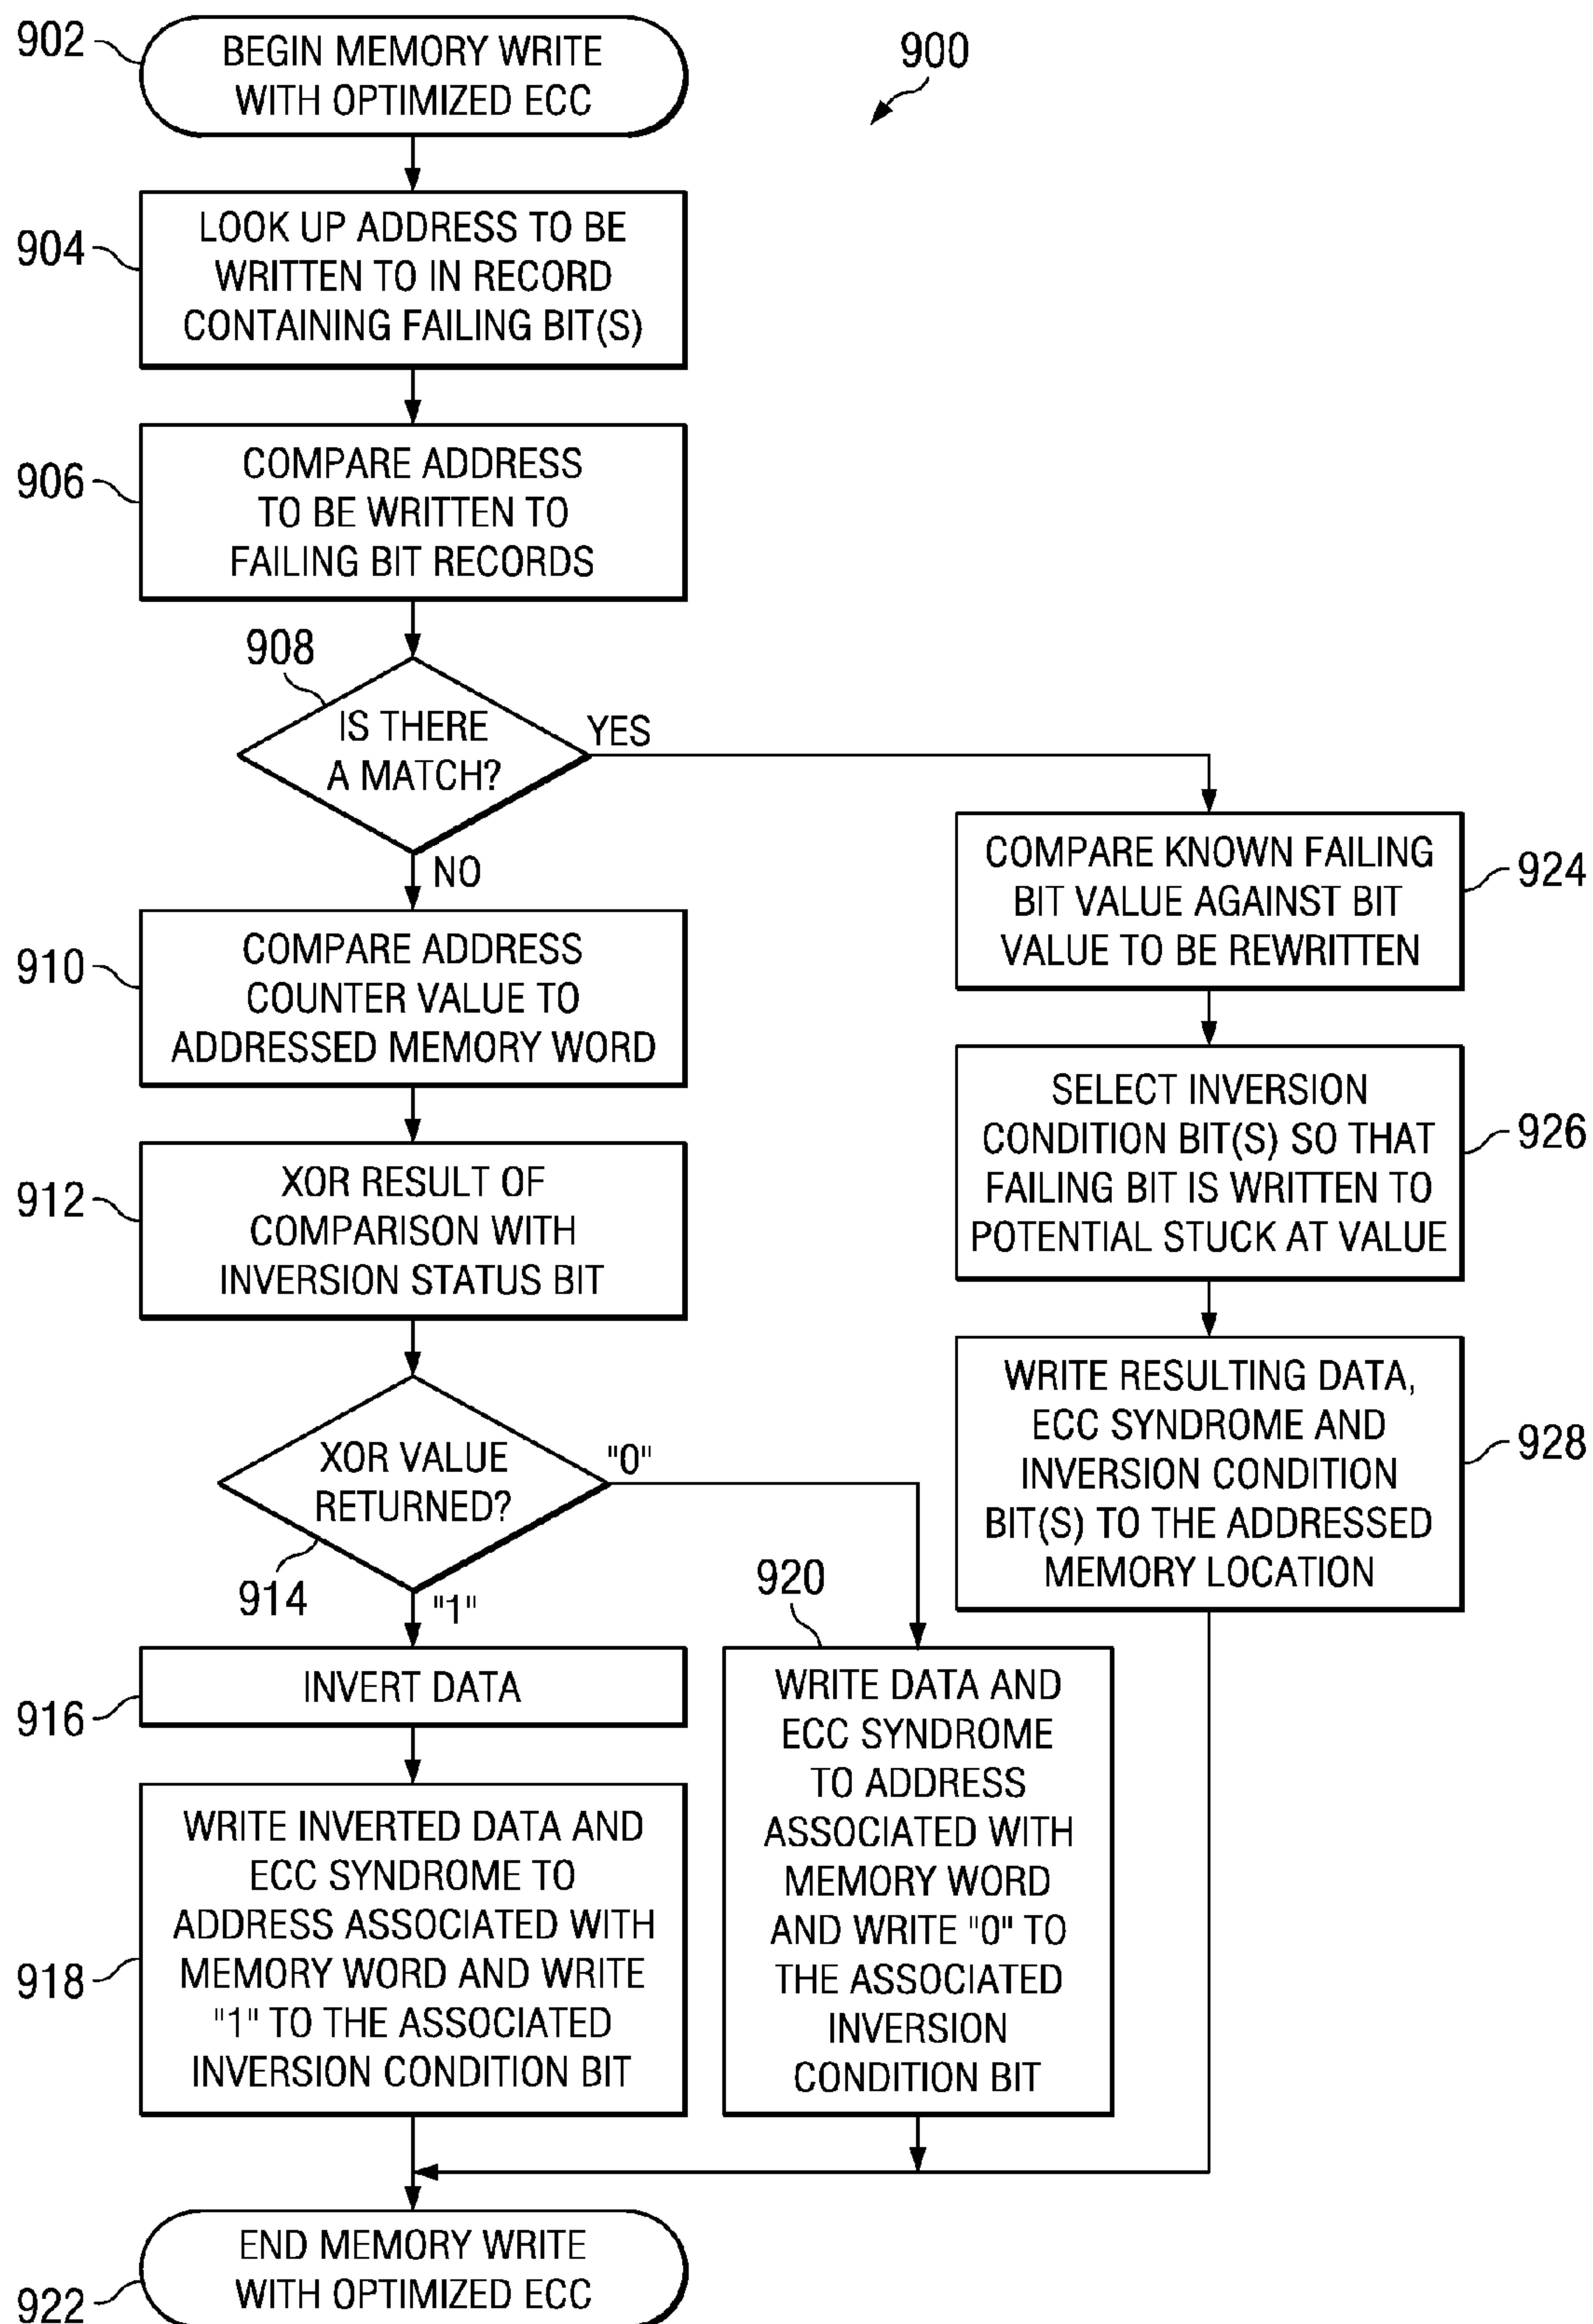 902
BEGIN MEMORY WRITE
WITH OPTIMIZED ECC
900
904
LOOK UP ADDRESS TO BE
WRITTEN TO IN RECORD
CONTAINING FAILING BIT(S)
906
COMPARE ADDRESS
TO BE WRITTEN TO
FAILING BIT RECORDS
908
IS THERE
A MATCH?
YES
NO
910
COMPARE ADDRESS
COUNTER VALUE TO
ADDRESSED MEMORY WORD
912
XOR RESULT OF
COMPARISON WITH
INVERSION STATUS BIT
XOR VALUE
RETURNED?
"0"
914
"1"
916
INVERT DATA
918
WRITE INVERTED DATA AND
ECC SYNDROME TO
ADDRESS ASSOCIATED WITH
MEMORY WORD AND WRITE
"1" TO THE ASSOCIATED
INVERSION CONDITION BIT
920
WRITE DATA AND
ECC SYNDROME
TO ADDRESS
ASSOCIATED WITH
MEMORY WORD
AND WRITE "0" TO
THE ASSOCIATED
INVERSION
CONDITION BIT
COMPARE KNOWN FAILING
BIT VALUE AGAINST BIT
VALUE TO BE REWRITTEN
924
SELECT INVERSION
CONDITION BIT(S) SO THAT
FAILING BIT IS WRITTEN TO
POTENTIAL STUCK AT VALUE
926
WRITE RESULTING DATA,
ECC SYNDROME AND
INVERSION CONDITION
BIT(S) TO THE ADDRESSED
MEMORY LOCATION
928
END MEMORY WRITE
WITH OPTIMIZED ECC
922